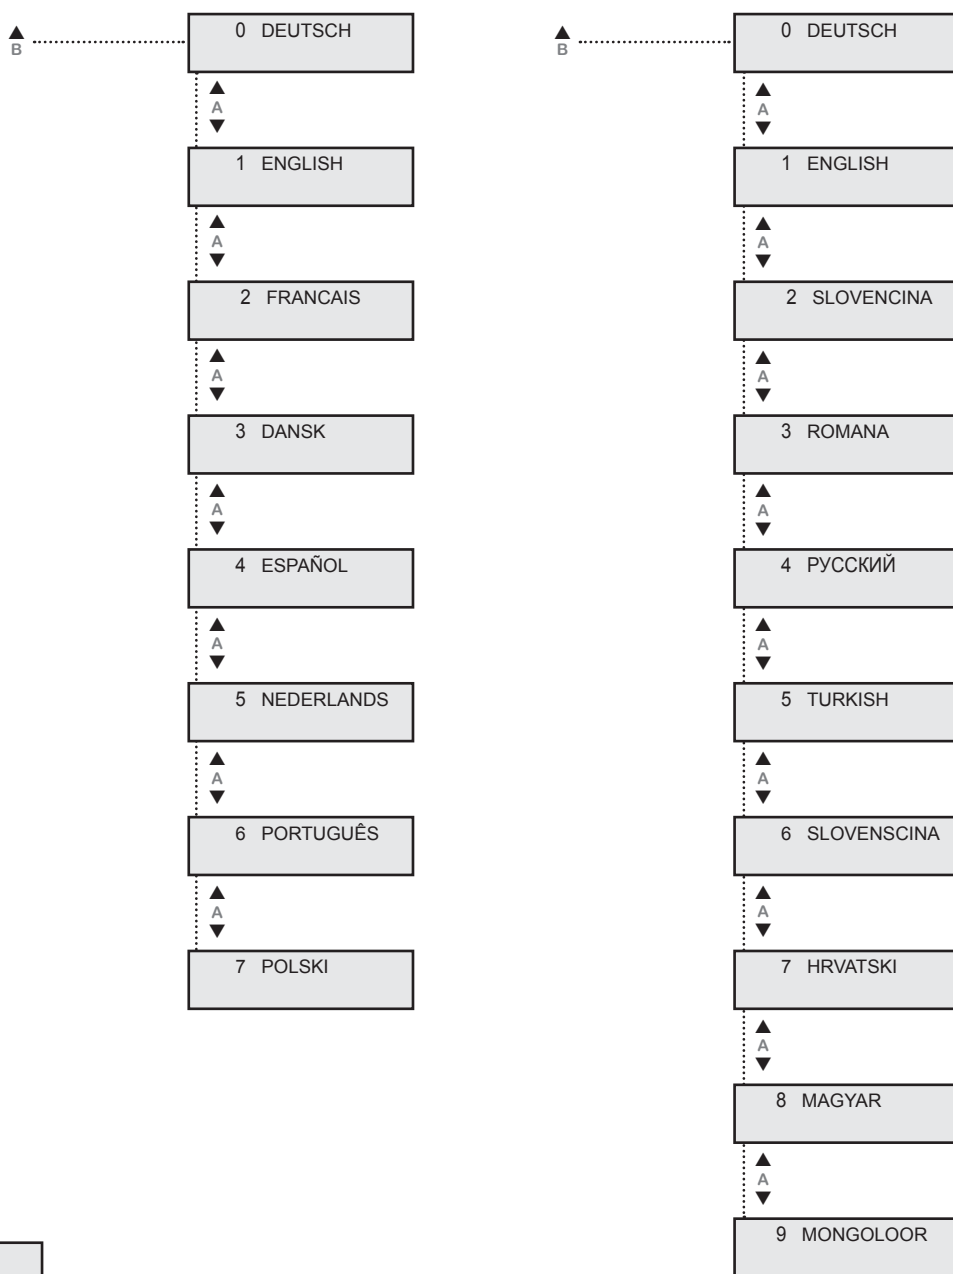 B
0 DEUTSCH
A
1 ENGLISH
A
2 FRANCAIS
A
3 DANSK
A
4 ESPAÑOL
A
5 NEDERLANDS
A
6 PORTUGUÊS
A
7 POLSKI
B
0 DEUTSCH
A
1 ENGLISH
A
2 SLOVENCINA
A
3 ROMANA
A
4 РУССКИЙ
A
5 TURKISH
A
6 SLOVENSCINA
A
7 HRVATSKI
A
8 MAGYAR
A
9 MONGOLOOR